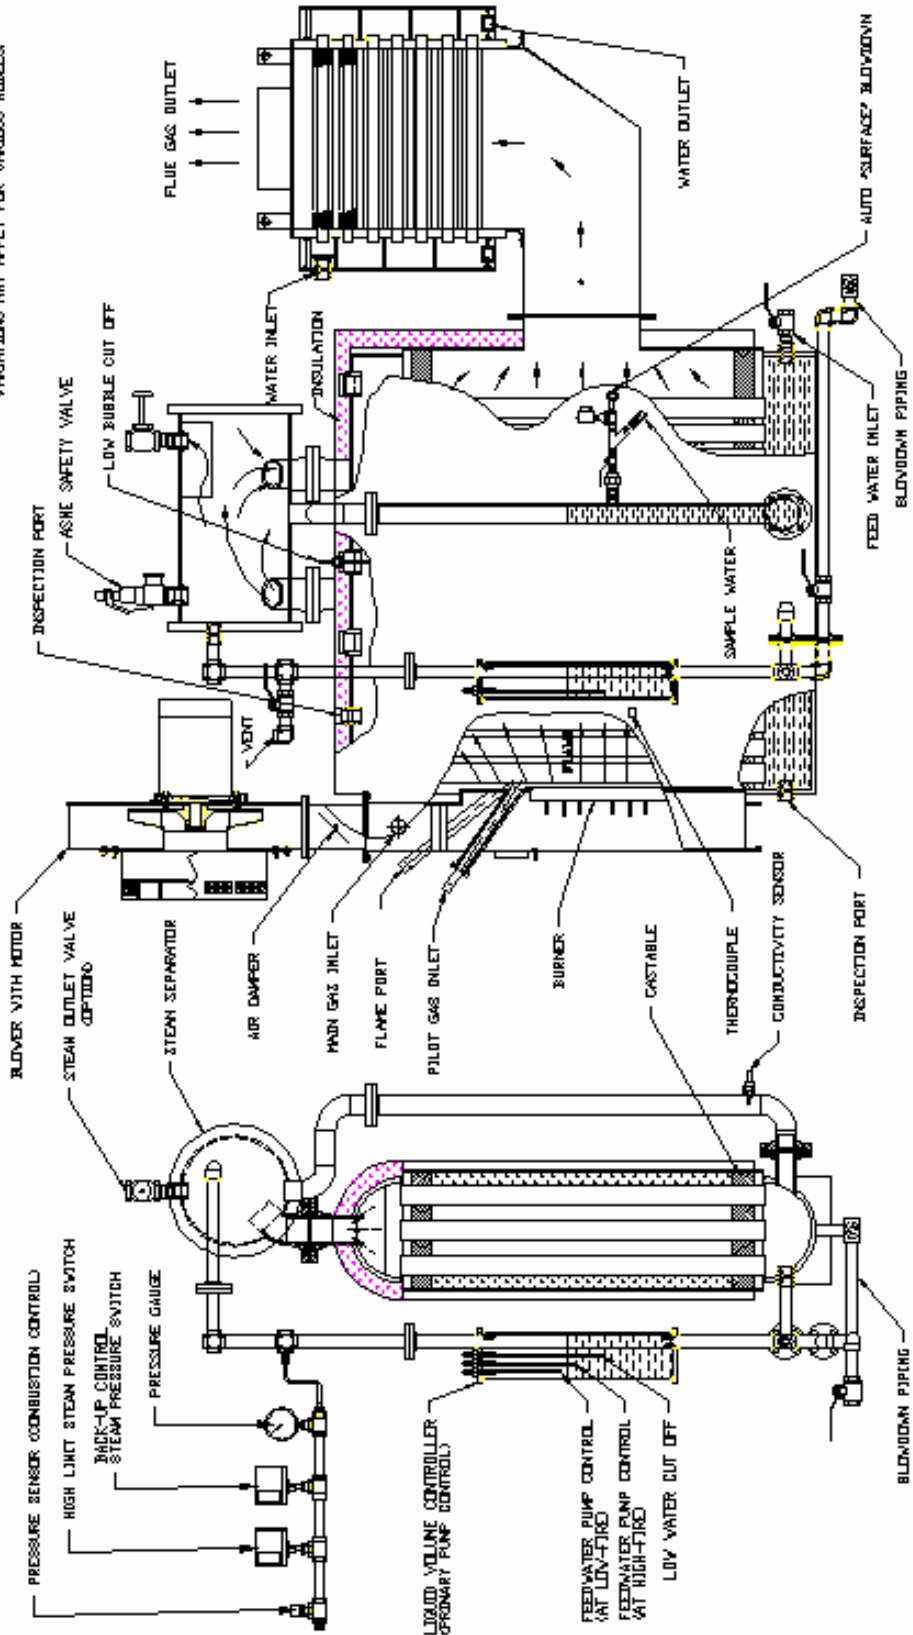 PRESSURE SENSOR (COMBUSTION CONTROL)
HIGH LIMIT STEAM PRESSURE SWITCH
BACK-UP CONTROL
STEAM PRESSURE SWITCH
PRESSURE GAUGE
STEAM OUTLET VALVE
(OPTION)
STEAM SEPARATOR
LIQUID VOLUME CONTROLLER
(PRIMARY PUMP CONTROL)
FEEDWATER PUMP CONTROL
(AT LOW-FIRE)
FEEDWATER PUMP CONTROL
(AT HIGH-FIRE)
LOW WATER CUT OFF
BLOWDOWN PIPING
CASTABLE
CONDUCTIVITY SENSOR
BLOWER WITH MOTOR
AIR DAMPER
MAIN GAS INLET
FLAME PORT
PILOT GAS INLET
BURNER
THERMOCOUPLE
INSPECTION PORT
FLAME
VENT
INSPECTION PORT
ASME SAFETY VALVE
LOW BUBBLE CUT OFF
INSULATION
WATER INLET
FLUE GAS OUTLET
WATER OUTLET
SAMPLE WATER
AUTO "SURFACE" BLOWDOWN
FEED WATER INLET
BLOWDOWN PIPING